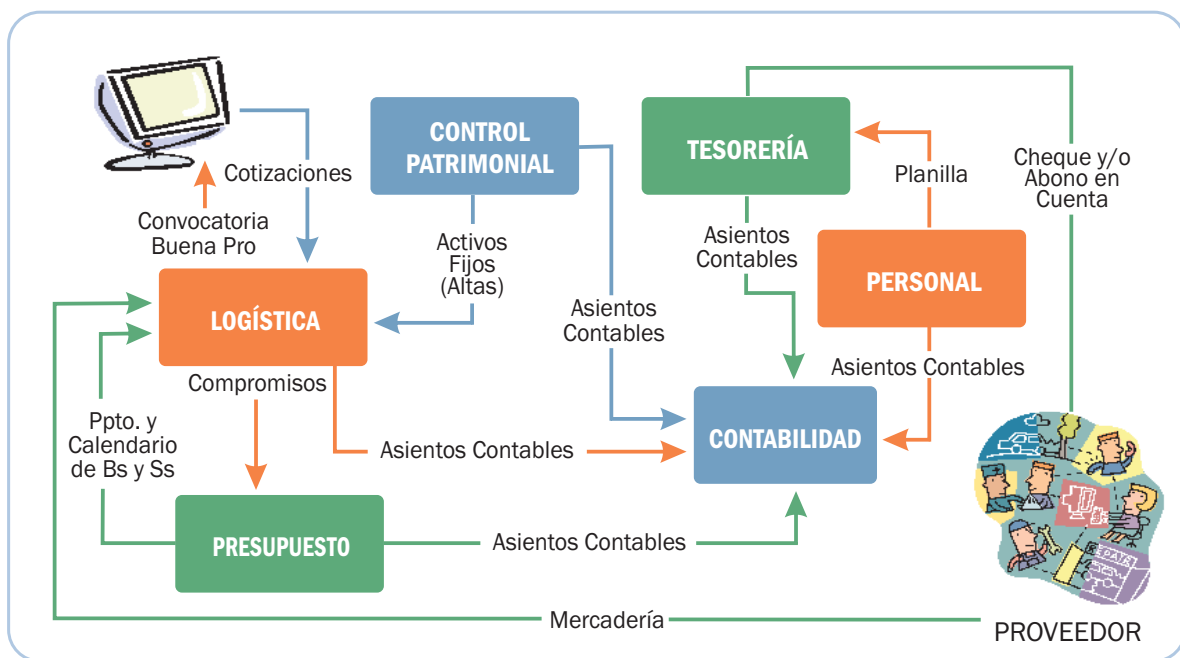 CONTROL
PATRIMONIAL
TESORERÍA
Cotizaciones
Convocatoria
Buena Pro
Planilla
Cheque y/o
Abono en
Cuenta
Activos
Fijos
(Altas)
Asientos
Contables
PERSONAL
LOGÍSTICA
Asientos
Contables
Compromisos
Asientos Contables
Ppto. y
Calendario
de Bs y Ss
Asientos Contables
CONTABILIDAD
PRESUPUESTO
Asientos Contables
REPAIR
Mercadería
PROVEEDOR